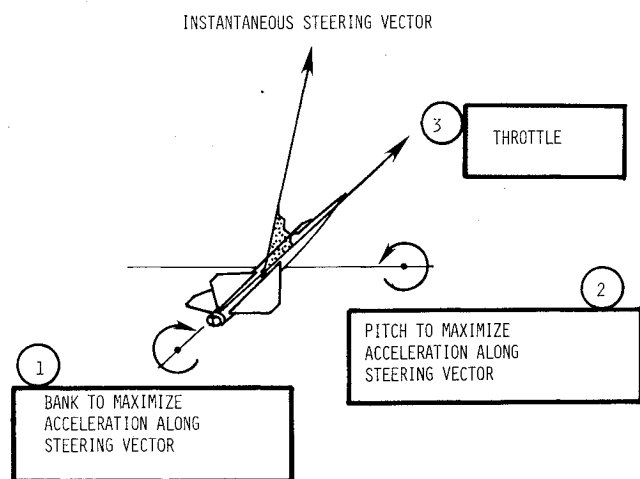 INSTANTANEOUS STEERING VECTOR
3
THROTTLE
2
PITCH TO MAXIMIZE
ACCELERATION ALONG
STEERING VECTOR
1
BANK TO MAXIMIZE
ACCELERATION ALONG
STEERING VECTOR